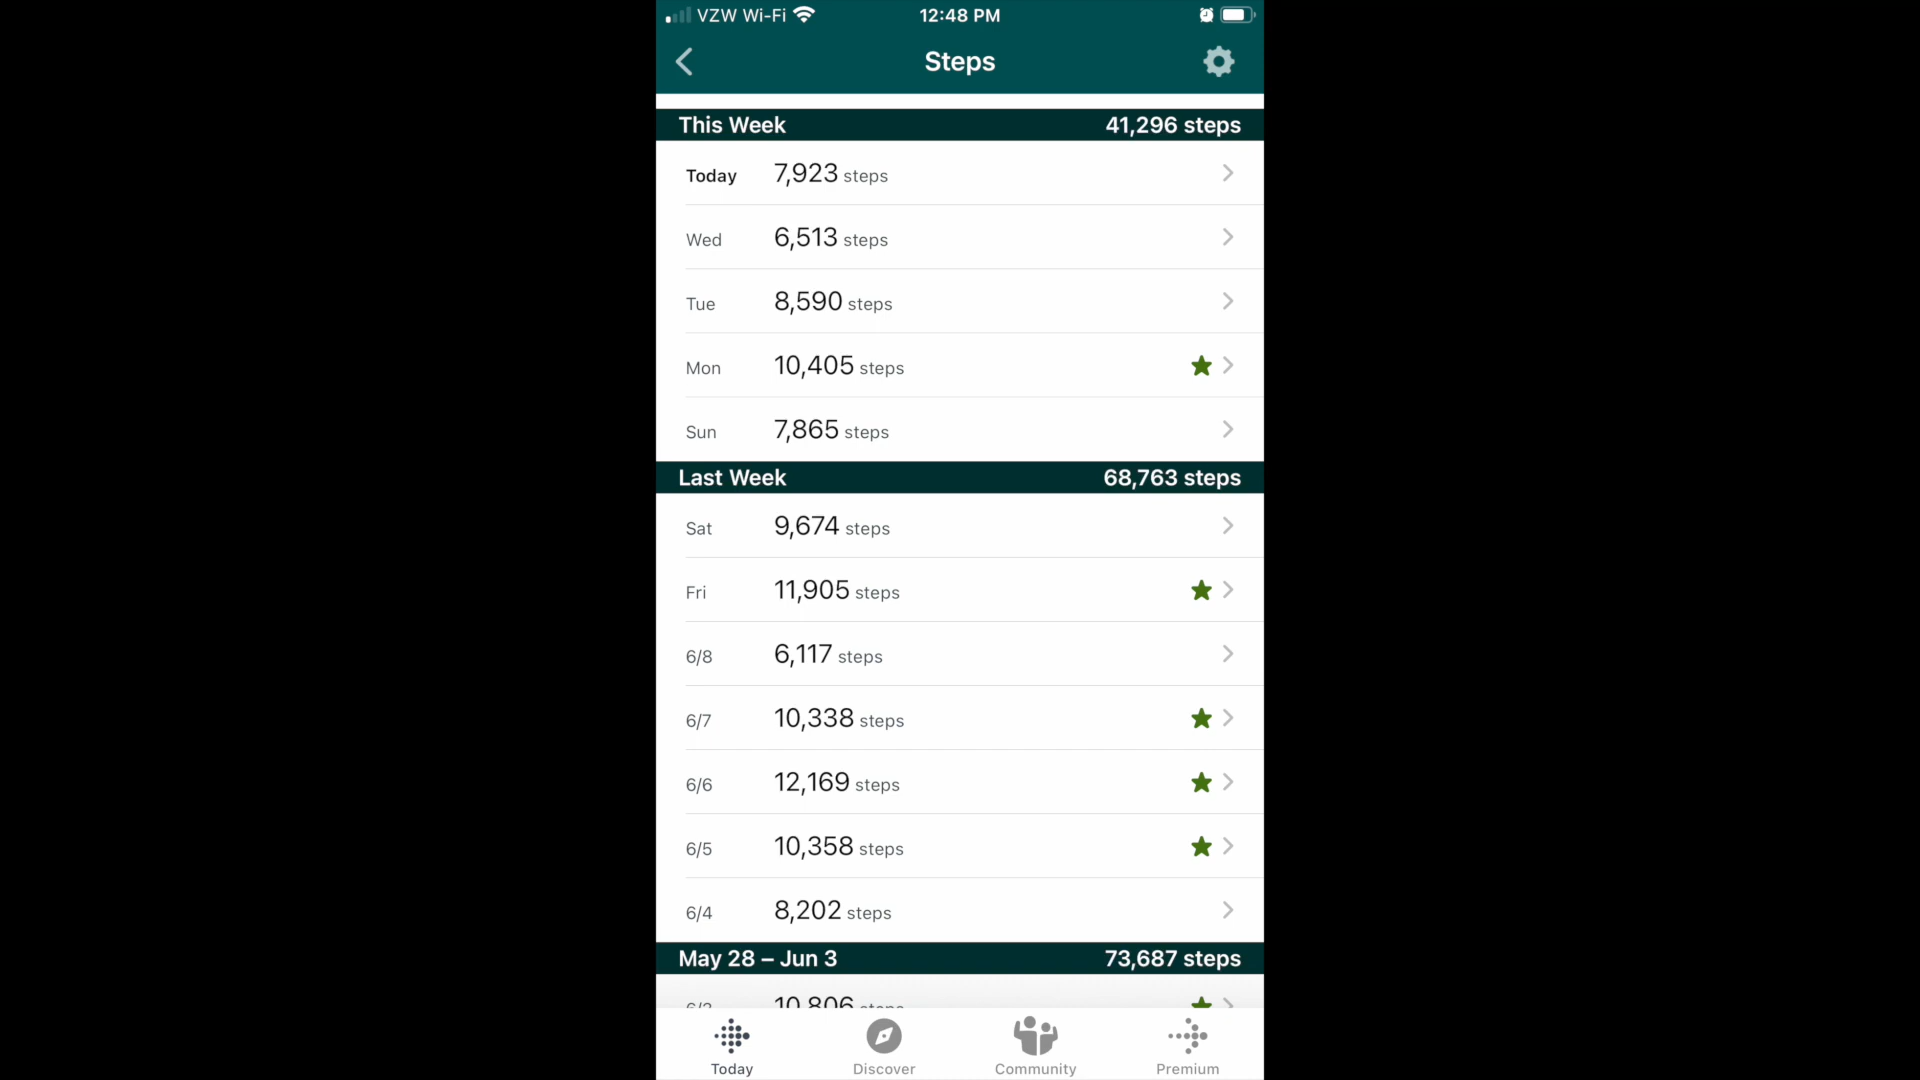 VZW Wi-Fi 12:48 PM
Steps
This Week 41,296 steps
Today 7,923 steps
Wed 6,513 steps
Tue 8,590 steps
Mon 10,405 steps
Sun 7,865 steps
Last Week 68,763 steps
Sat 9,674 steps
Fri 11,905 steps
6/8 6,117 steps
6/7 10,338 steps
6/6 12,169 steps
6/5 10,358 steps
6/4 8,202 steps
May 28 – Jun 3 73,687 steps
10,806 steps
Today Discover Community Premium